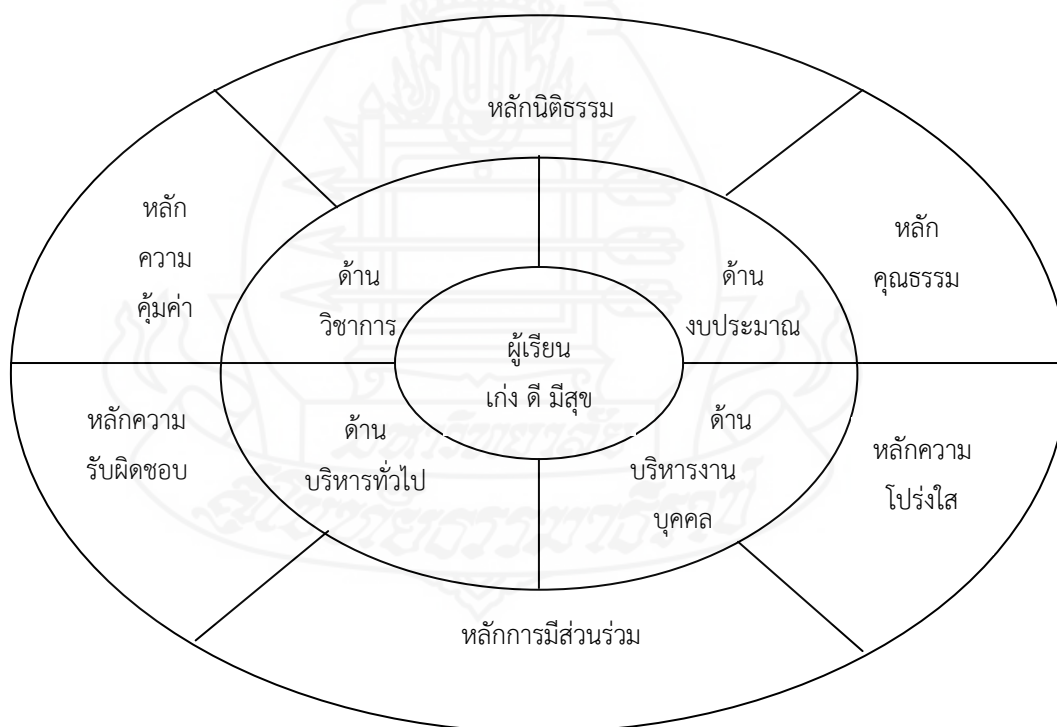 หลักนิติธรรม
หลัก
ความ
คุ้มค่า
หลัก
คุณธรรม
ด้าน
วิชาการ
ด้าน
งบประมาณ
ผู้เรียน
เก่ง ดี มีสุข
หลักความ
รับผิดชอบ
ด้าน
บริหารทั่วไป
ด้าน
บริหารงาน
บุคคล
หลักความ
โปร่งใส
หลักการมีส่วนร่วม